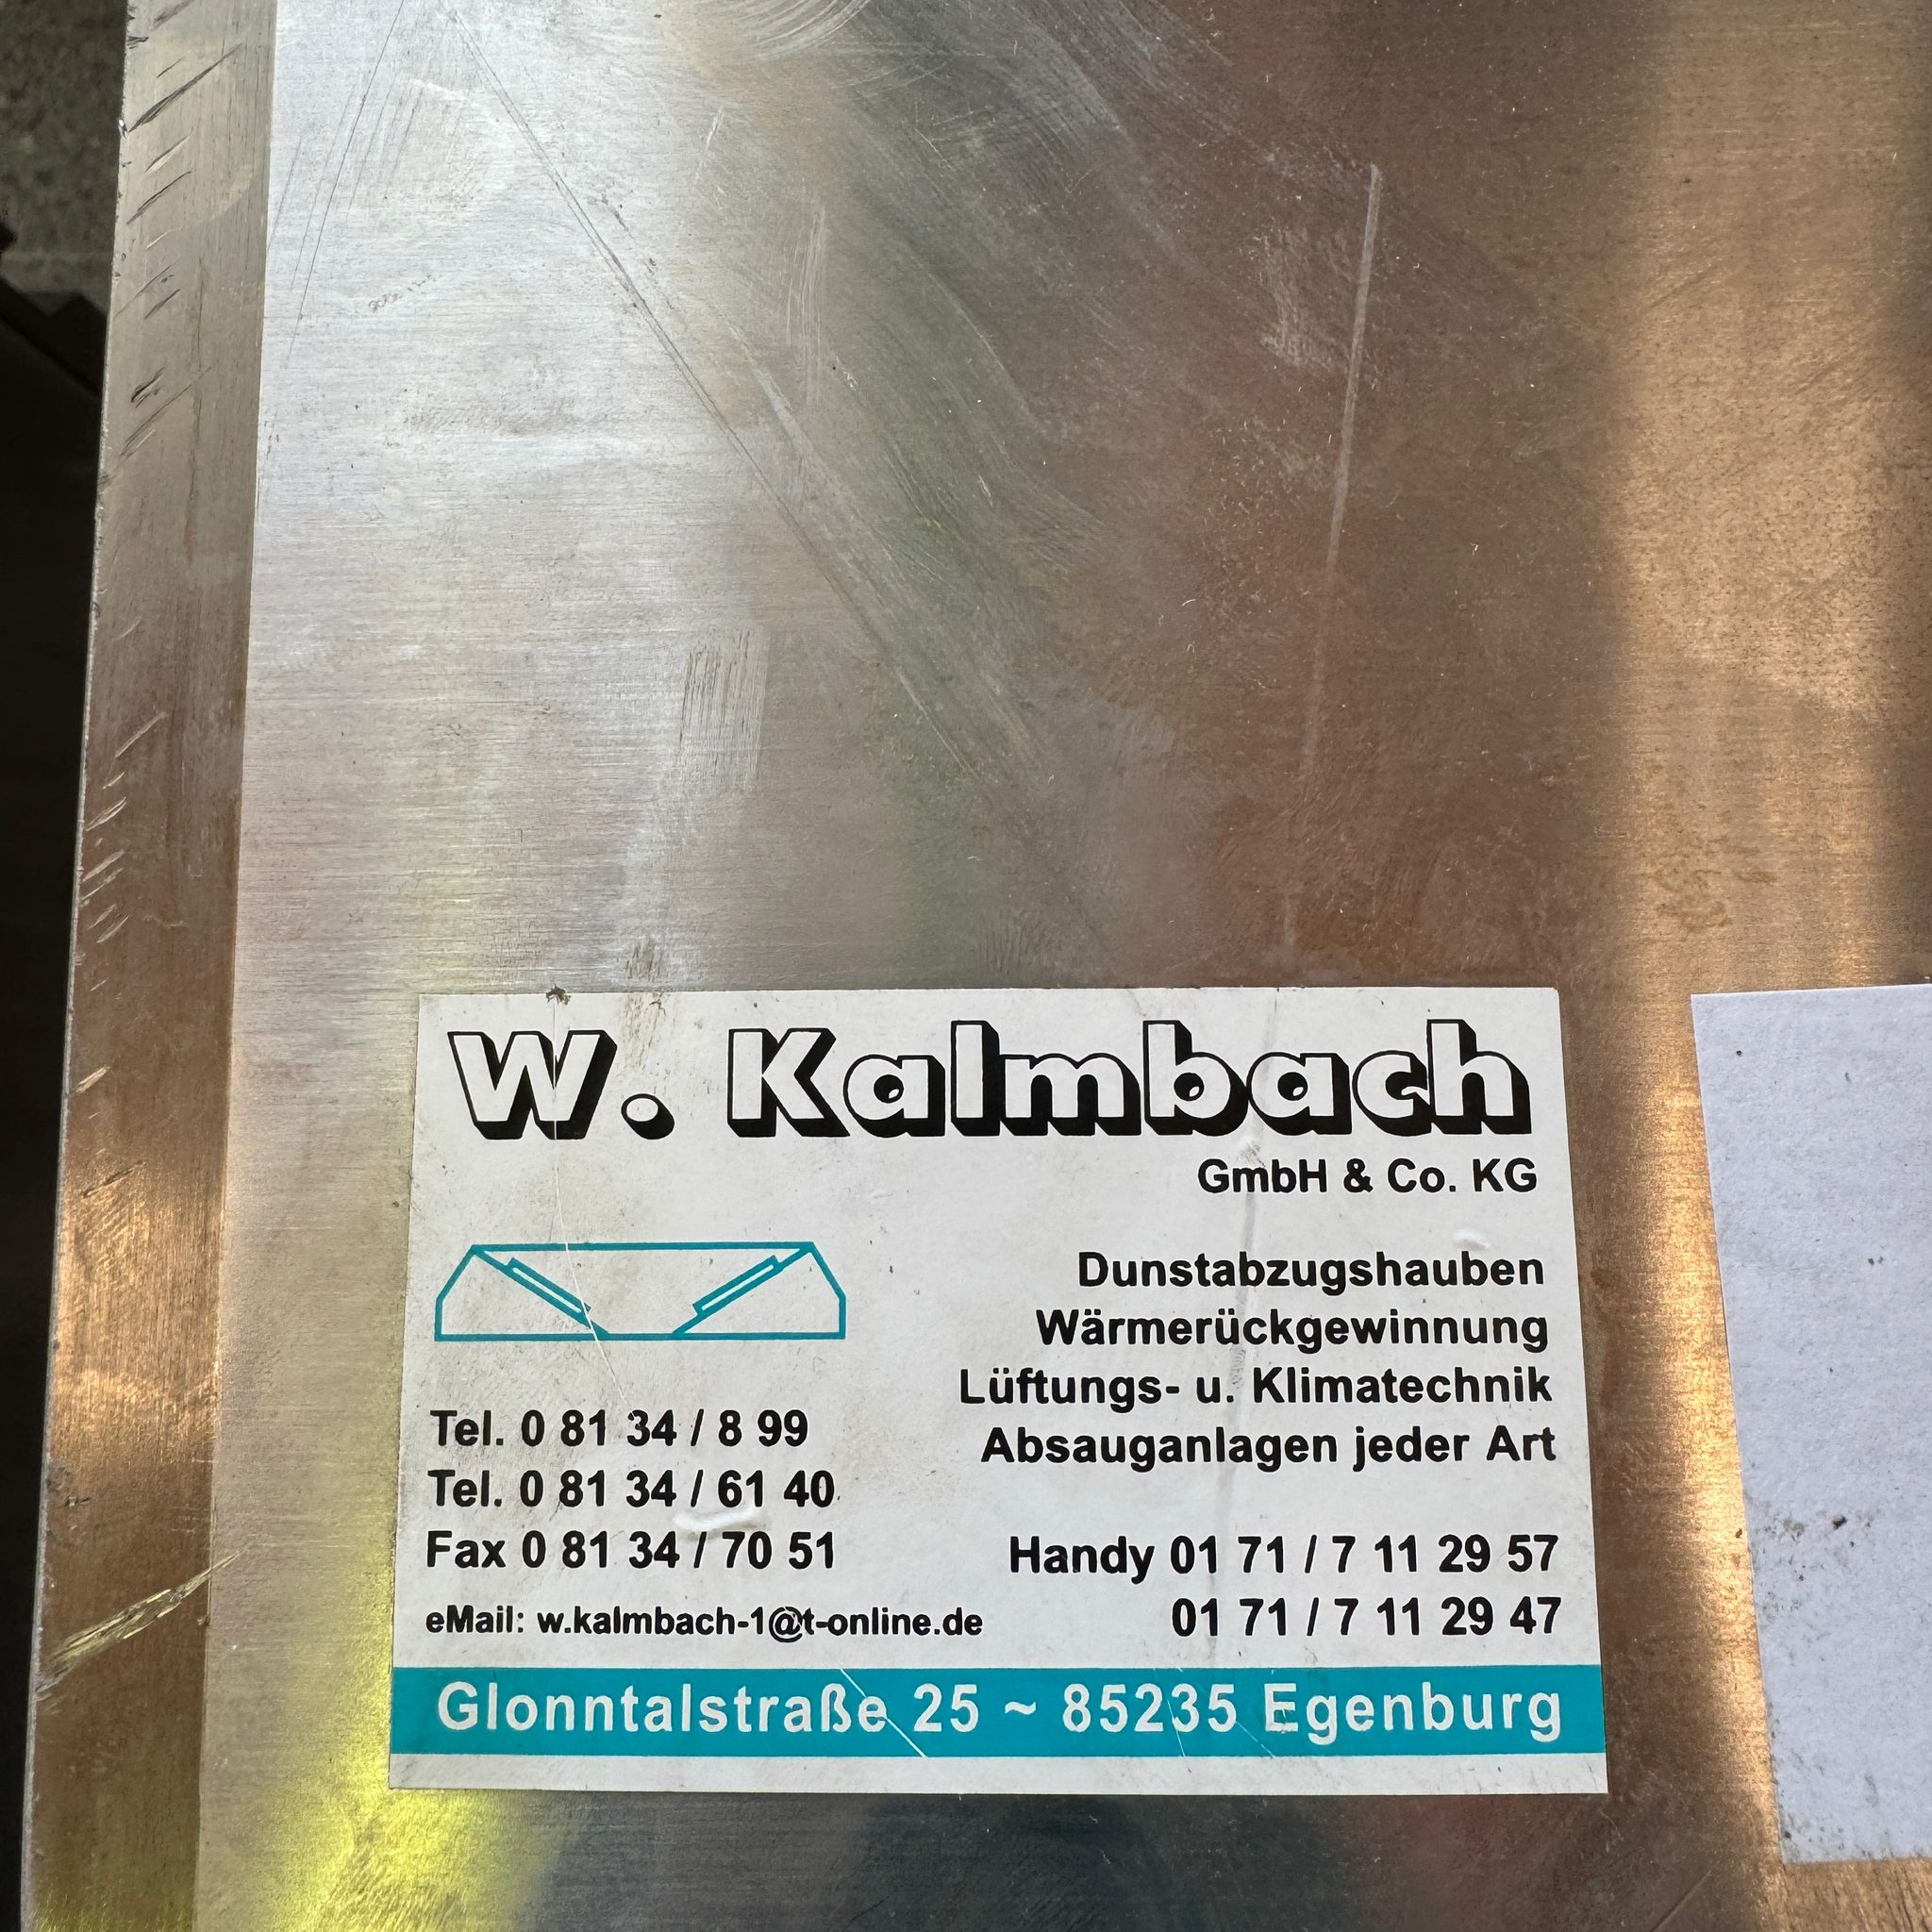 W. Kalmbach
GmbH & Co. KG
Dunstabzugshauben
Wärmerückgewinnung
Lüftungs- u. Klimatechnik
Absauganlagen jeder Art
Tel. 0 81 34 / 8 99
Tel. 0 81 34 / 61 40
Fax 0 81 34 / 70 51
Handy 01 71 / 7 11 29 57
01 71 / 7 11 29 47
eMail: w.kalmbach-1@t-online.de
Glonntalstraße 25 ~ 85235 Egenburg